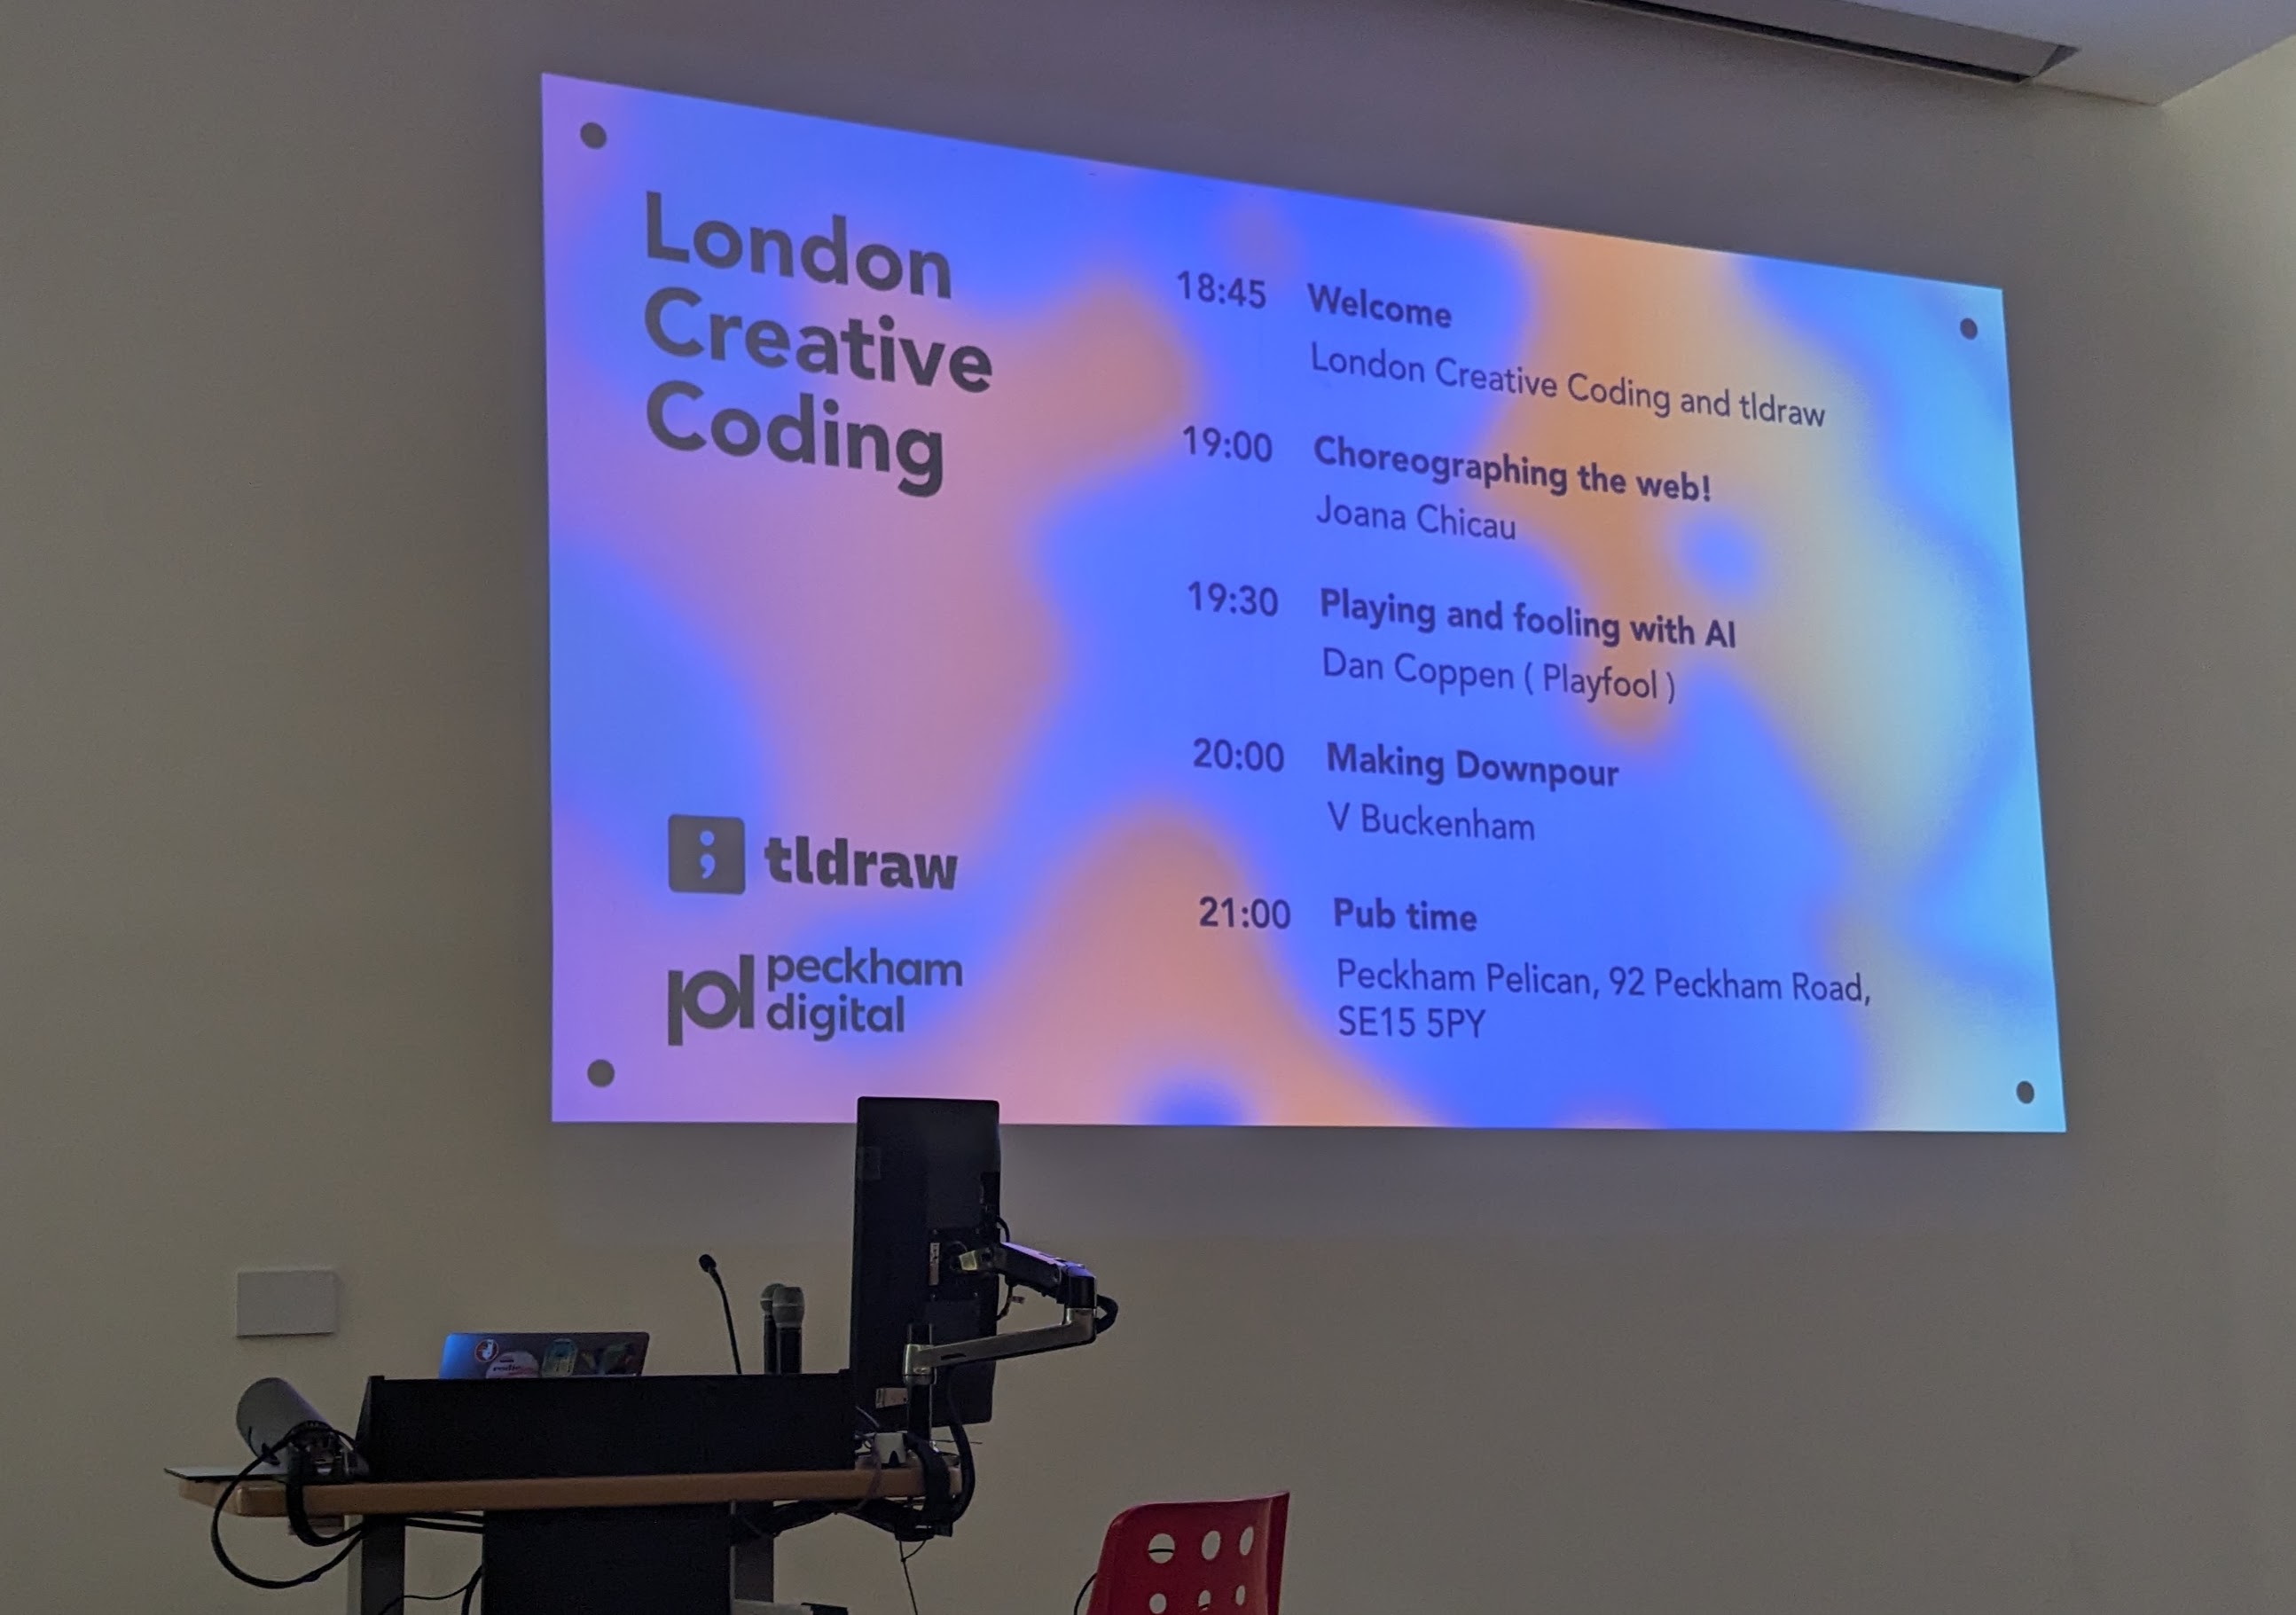 London
Creative
Coding
18:45 Welcome
London Creative Coding and tldraw
19:00 Choreographing the web!
Joana Chicau
19:30 Playing and fooling with AI
Dan Coppen ( Playfool )
20:00 Making Downpour
V Buckenham
21:00 Pub time
Peckham Pelican, 92 Peckham Road,
SE15 5PY
tldraw
peckham
digital